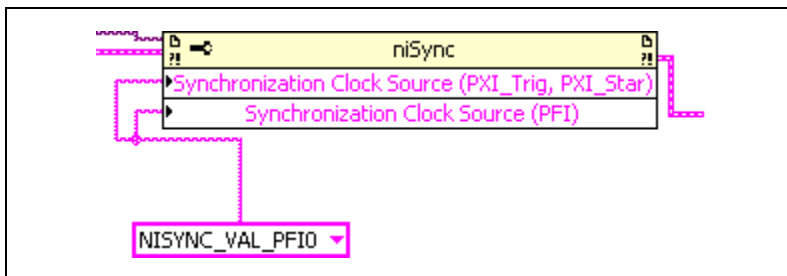 niSync
Synchronization Clock Source (PXI_Trig, PXI_Star)
Synchronization Clock Source (PFI)
NISYNC_VAL_PFI0